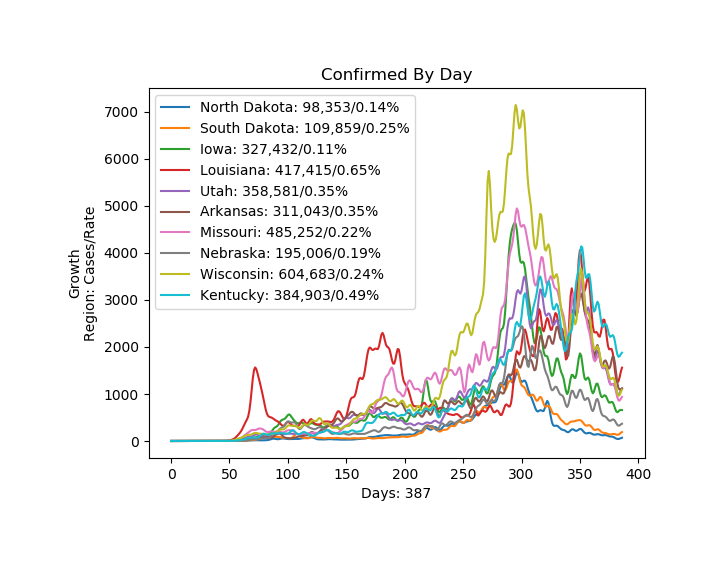 Confirmed By Day
7000
6000
5000
4000
3000
2000
1000
0
Growth
Region: Cases/Rate
North Dakota: 98,353/0.14%
South Dakota: 109,859/0.25%
Iowa: 327,432/0.11%
Louisiana: 417,415/0.65%
Utah: 358,581/0.35%
Arkansas: 311,043/0.35%
Missouri: 485,252/0.22%
Nebraska: 195,006/0.19%
Wisconsin: 604,683/0.24%
Kentucky: 384,903/0.49%
0 50 100 150 200 250 300 350 400
Days: 387